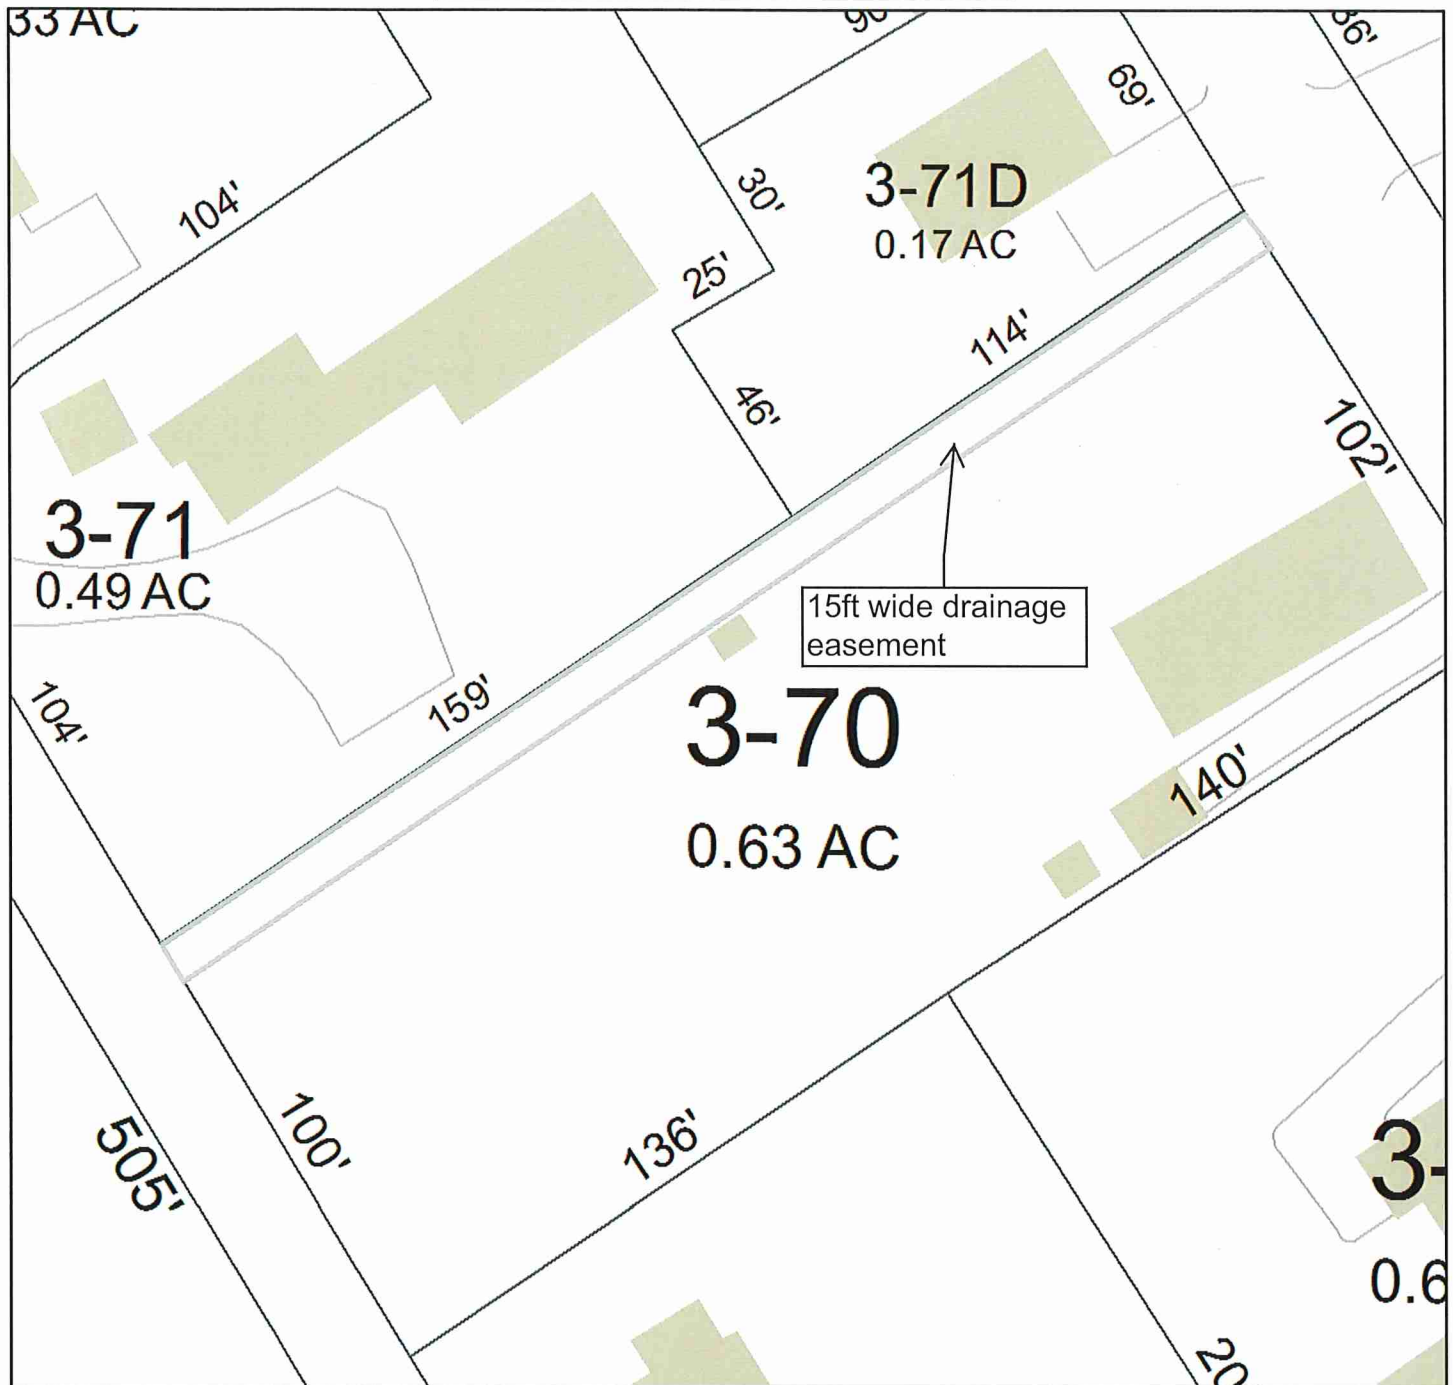 33 AC
69'
104'
30'
3-71D
0.17 AC
25'
114'
46'
102'
3-71
0.49 AC
15ft wide drainage
easement
159'
104'
3-70
140'
0.63 AC
100'
136'
505'
3-
0.6
20